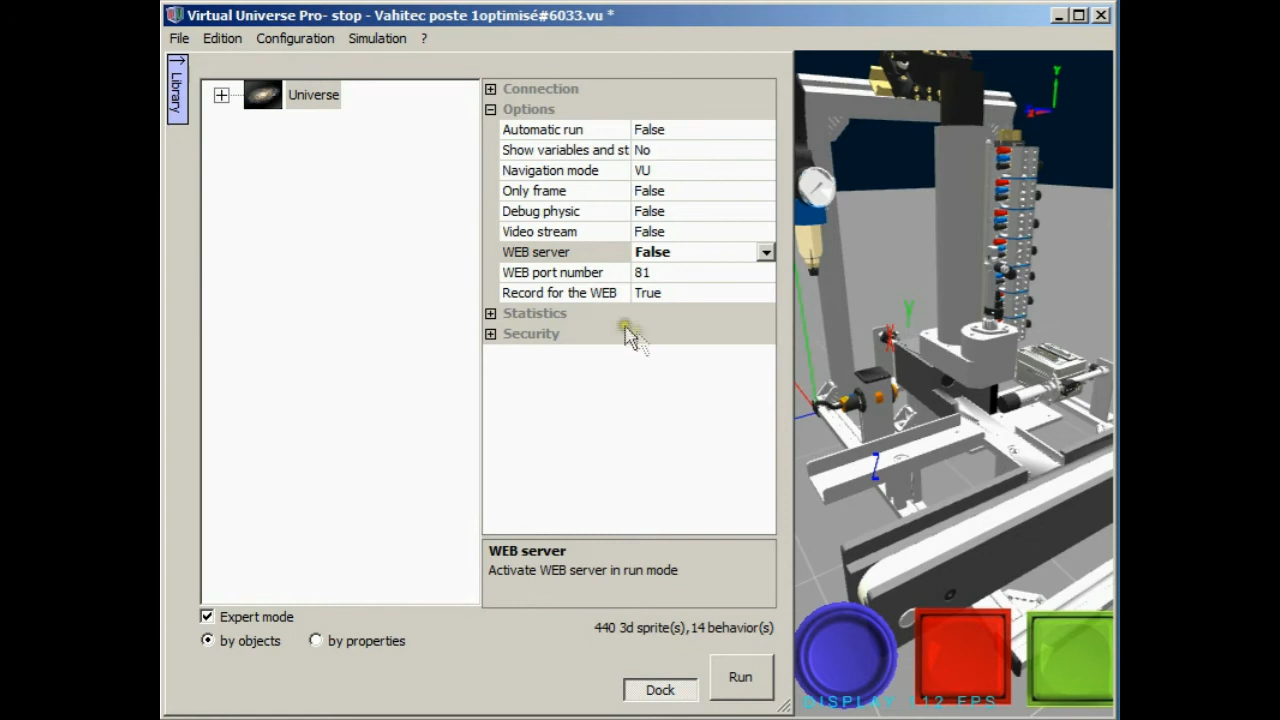 Virtual Universe Pro- stop - Vahitec poste 1optimisé#6033.vu *
File Edition Configuration Simulation ?
Library
Universe
Connection
Options
Automatic run False
Show variables and st No
Navigation mode VU
Only frame False
Debug physic False
Video stream False
WEB server False
WEB port number 81
Record for the WEB True
Statistics
Security
WEB server
Activate WEB server in run mode
Expert mode
by objects by properties
440 3d sprite(s),14 behavior(s)
Dock Run
Y
Y
Z
DISPLAY 112 FPS